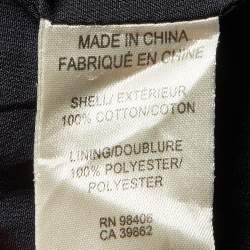 MADE IN CHINA
FABRIQUÉ EN CHINE
SHELL/ EXTÉRIEUR
100% COTTON/COTON
LINING/DOUBLURE
100% POLYESTER/
POLYESTER
RN 98406
CA 39662